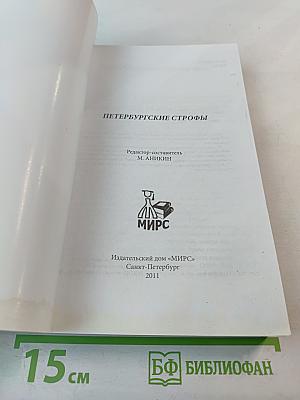 ПЕТЕРБУРГСКИЕ СТРОФЫ
Редактор-составитель
М. АНИКИН
МИРС
Издательский дом «МИРС»
Санкт-Петербург
2011
15 см
БФ БИБЛИОФАН